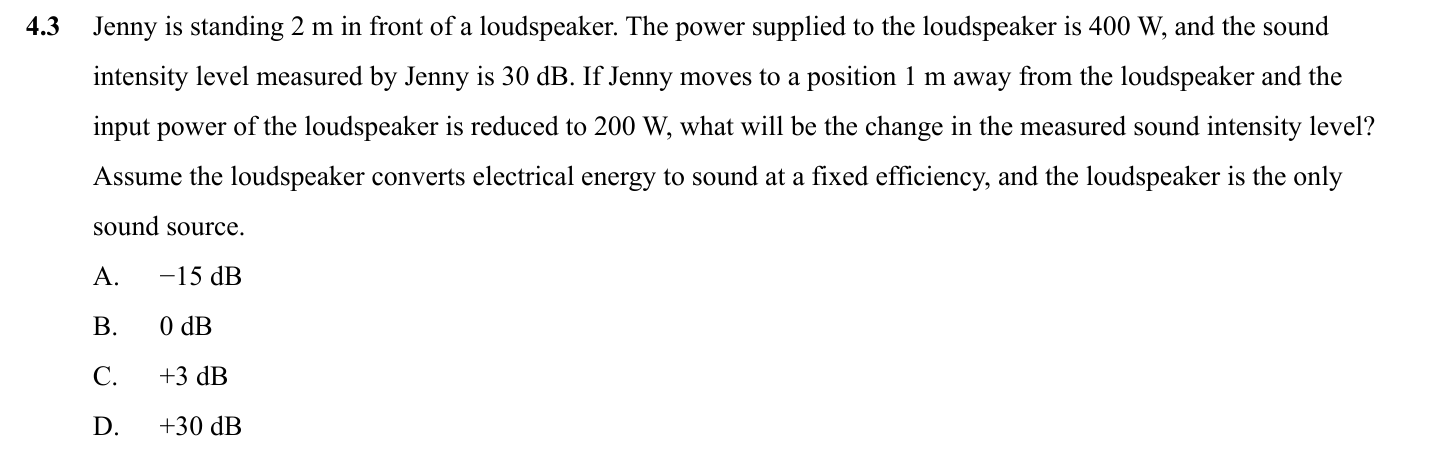 4.3 Jenny is standing 2 m in front of a loudspeaker. The power supplied to the loudspeaker is 400 W, and the sound
intensity level measured by Jenny is 30 dB. If Jenny moves to a position 1 m away from the loudspeaker and the
input power of the loudspeaker is reduced to 200 W, what will be the change in the measured sound intensity level?
Assume the loudspeaker converts electrical energy to sound at a fixed efficiency, and the loudspeaker is the only
sound source.
A. −15 dB
B. 0 dB
C. +3 dB
D. +30 dB